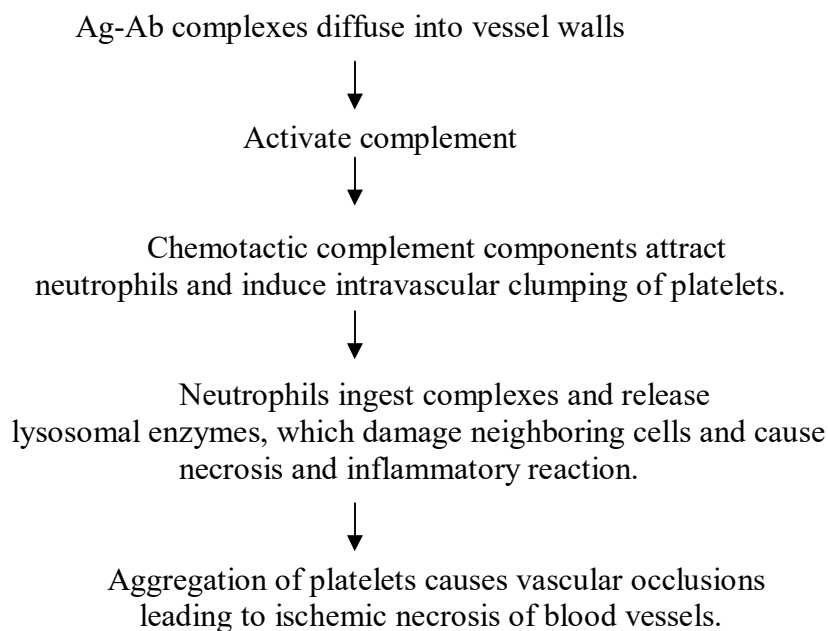 Ag-Ab complexes diffuse into vessel walls
Activate complement
Chemotactic complement components attract
neutrophils and induce intravascular clumping of platelets.
Neutrophils ingest complexes and release
lysosomal enzymes, which damage neighboring cells and cause
necrosis and inflammatory reaction.
Aggregation of platelets causes vascular occlusions
leading to ischemic necrosis of blood vessels.